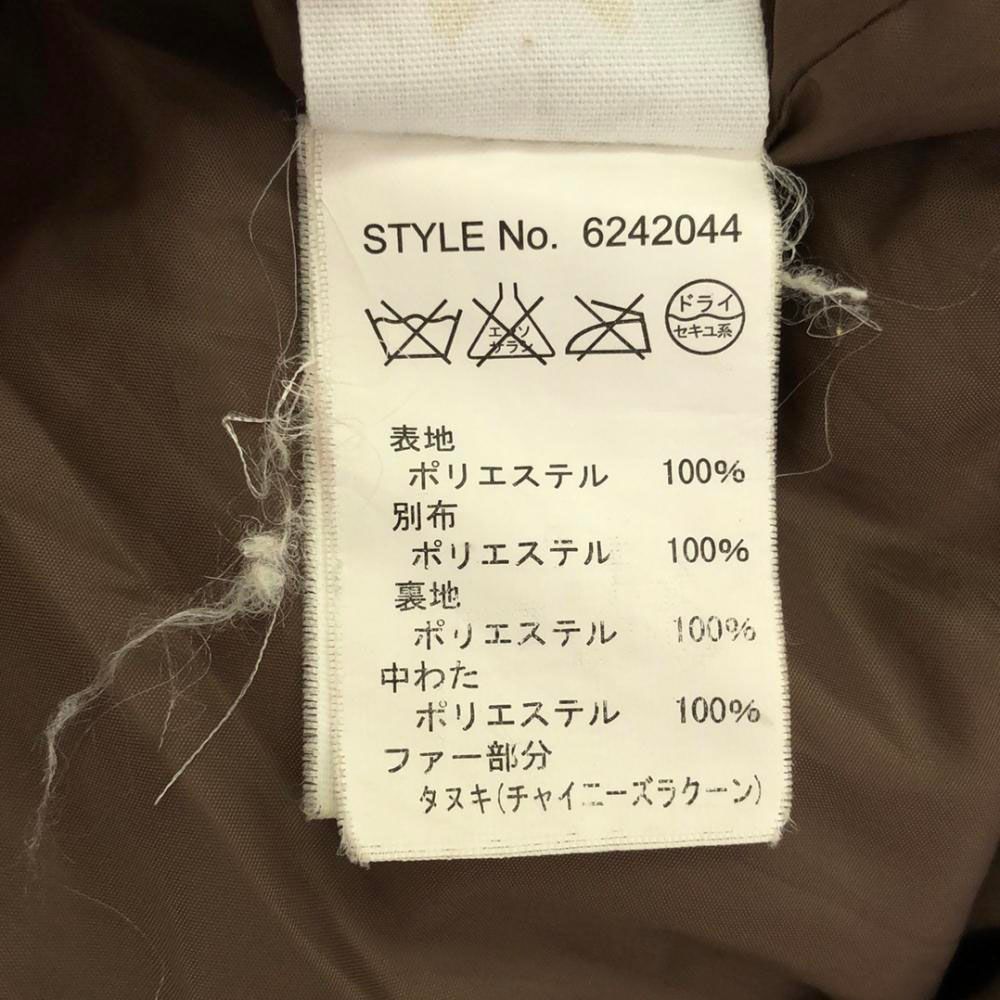 STYLE No. 6242044
エンソ
サラシ
ドライ
セキユ系
表地
ポリエステル 100%
別布
ポリエステル 100%
裏地
ポリエステル 100%
中わた
ポリエステル 100%
ファー部分
タヌキ(チャイニーズラクーン)